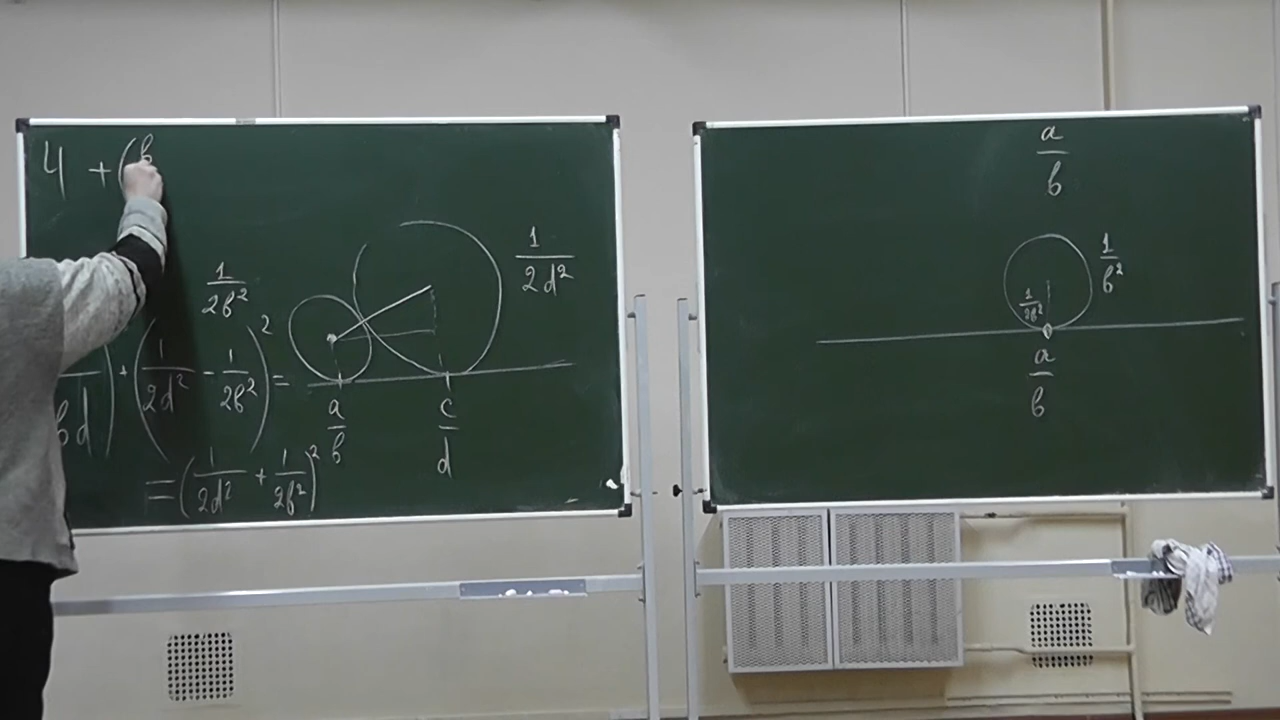 4 + (b
1/2b²
1/2d²
bd) + (1/2d² - 1/2b²)² =
a/b
c/d
= (1/2d² + 1/2b²)²
a/b
1/b²
1/2b²
a/b